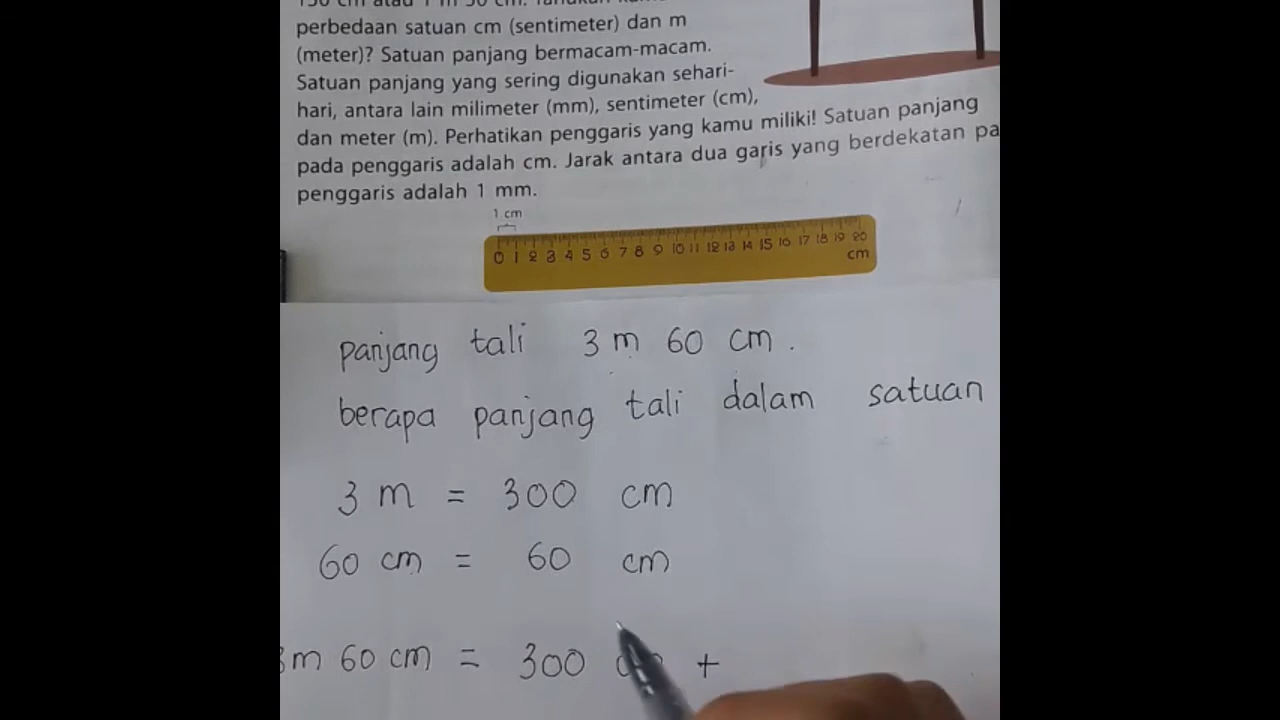 perbedaan satuan cm (sentimeter) dan m
(meter)? Satuan panjang bermacam-macam.
Satuan panjang yang sering digunakan sehari-
hari, antara lain milimeter (mm), sentimeter (cm),
dan meter (m). Perhatikan penggaris yang kamu miliki! Satuan panjang
pada penggaris adalah cm. Jarak antara dua garis yang berdekatan pa
penggaris adalah 1 mm.
1 cm
0 1 2 3 4 5 6 7 8 9 10 11 12 13 14 15 16 17 18 19 20
cm
panjang tali 3 m 60 cm.
berapa panjang tali dalam satuan
3 m = 300 cm
60 cm = 60 cm
3m 60 cm = 300 +